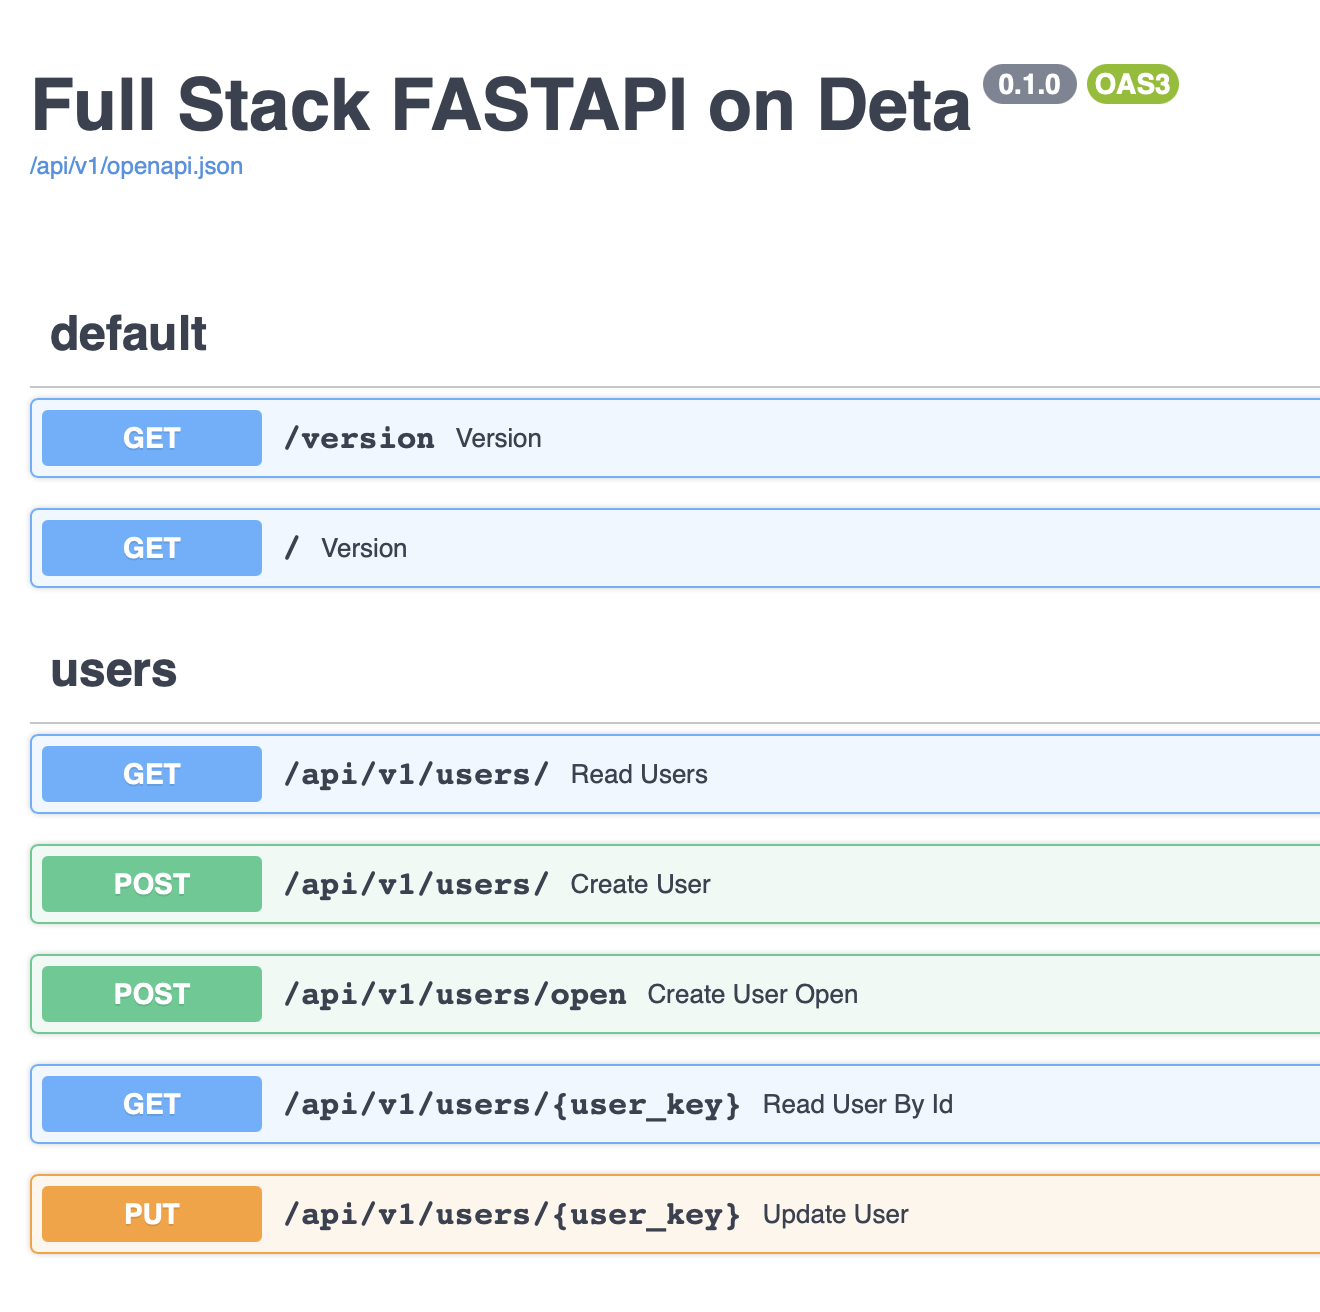 Full Stack FASTAPI on Deta 0.1.0 OAS3
/api/v1/openapi.json
default
GET /version Version
GET / Version
users
GET /api/v1/users/ Read Users
POST /api/v1/users/ Create User
POST /api/v1/users/open Create User Open
GET /api/v1/users/{user_key} Read User By Id
PUT /api/v1/users/{user_key} Update User